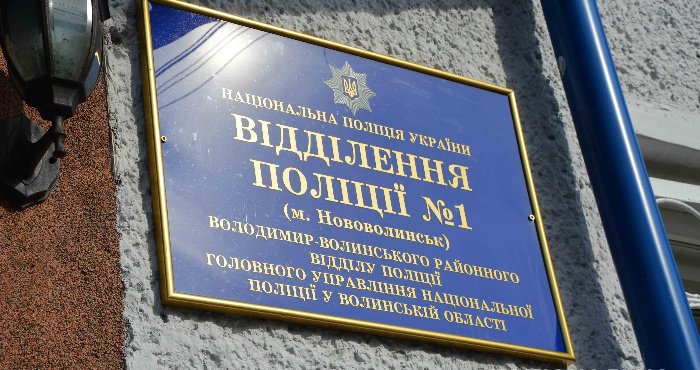 НАЦІОНАЛЬНА ПОЛІЦІЯ УКРАЇНИ
ВІДДІЛЕННЯ
ПОЛІЦІЇ №1
(м. Нововолинськ)
ВОЛОДИМИР-ВОЛИНСЬКОГО РАЙОННОГО
ВІДДІЛУ ПОЛІЦІЇ
ГОЛОВНОГО УПРАВЛІННЯ НАЦІОНАЛЬНОЇ
ПОЛІЦІЇ У ВОЛИНСЬКІЙ ОБЛАСТІ